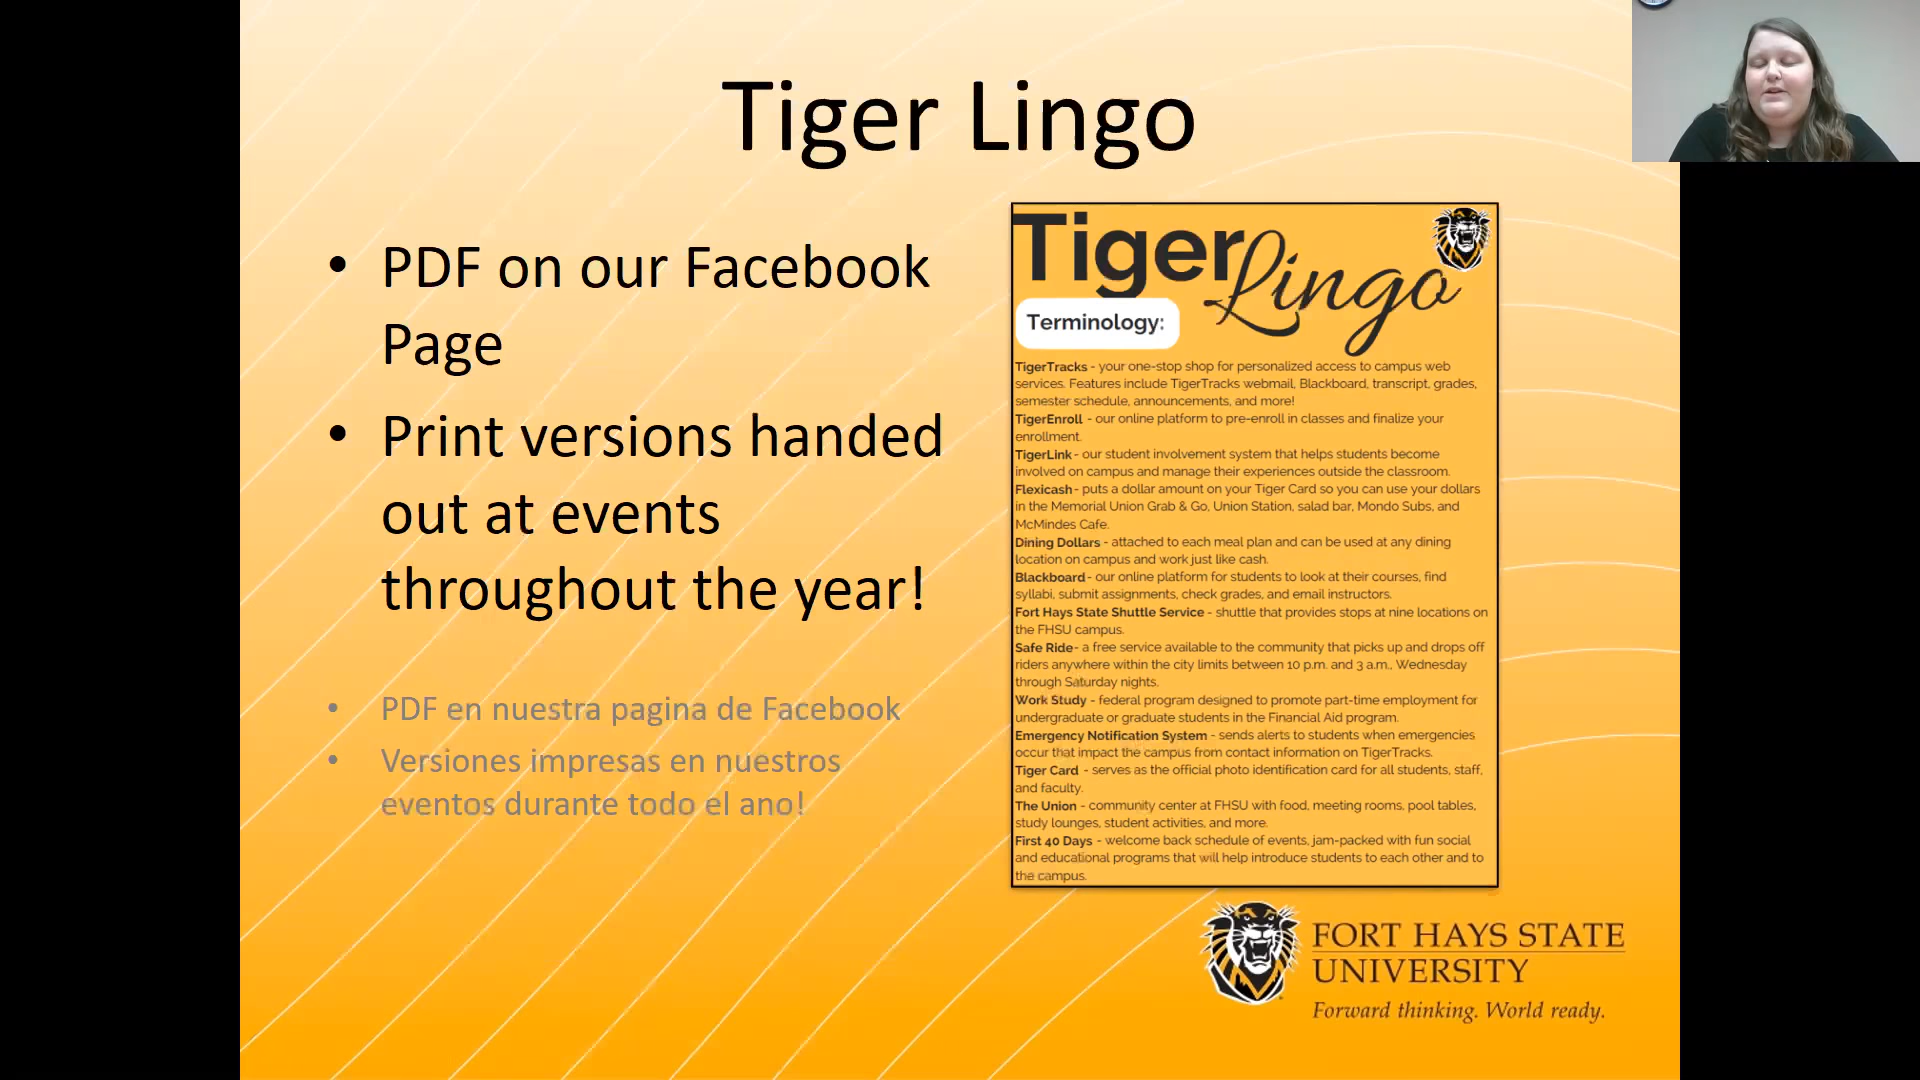 Tiger Lingo
• PDF on our Facebook
Page
• Print versions handed
out at events
throughout the year!
• PDF en nuestra pagina de Facebook
• Versiones impresas en nuestros
eventos durante todo el ano!
Tiger Lingo
Terminology:
TigerTracks - your one-stop shop for personalized access to campus web
services. Features include TigerTracks webmail, Blackboard, transcript, grades,
semester schedule, announcements, and more!
TigerEnroll - our online platform to pre-enroll in classes and finalize your
enrollment.
TigerLink - our student involvement system that helps students become
involved on campus and manage their experiences outside the classroom.
Flexicash - puts a dollar amount on your Tiger Card so you can use your dollars
in the Memorial Union Grab & Go, Union Station, salad bar, Mondo Subs, and
McMindes Cafe.
Dining Dollars - attached to each meal plan and can be used at any dining
location on campus and work just like cash.
Blackboard - our online platform for students to look at their courses, find
syllabi, submit assignments, check grades, and email instructors.
Fort Hays State Shuttle Service - shuttle that provides stops at nine locations on
the FHSU campus.
Safe Ride - a free service available to the community that picks up and drops off
riders anywhere within the city limits between 10 p.m. and 3 a.m., Wednesday
through Saturday nights.
Work Study - federal program designed to promote part-time employment for
undergraduate or graduate students in the Financial Aid program.
Emergency Notification System - sends alerts to students when emergencies
occur that impact the campus from contact information on TigerTracks.
Tiger Card - serves as the official photo identification card for all students, staff,
and faculty.
The Union - community center at FHSU with food, meeting rooms, pool tables,
study lounges, student activities, and more.
First 40 Days - welcome back schedule of events, jam-packed with fun social
and educational programs that will help introduce students to each other and to
the campus.
FORT HAYS STATE
UNIVERSITY
Forward thinking. World ready.